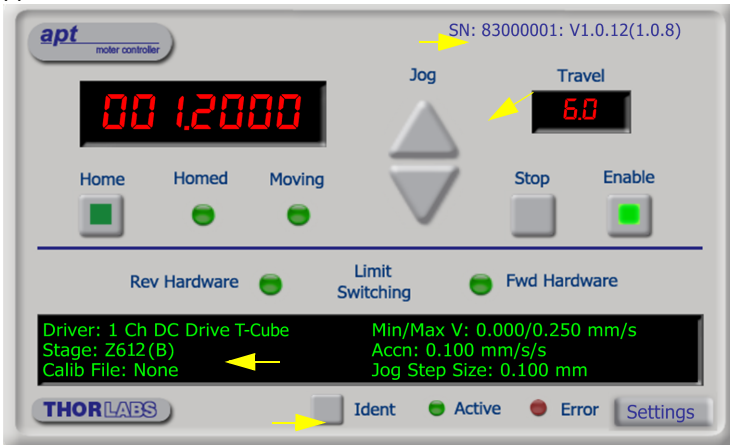 apt
moter controller
SN: 83000001: V1.0.12(1.0.8)
Jog
Travel
001.2000
6.0
Home
Homed
Moving
Stop
Enable
Rev Hardware
Limit
Switching
Fwd Hardware
Driver: 1 Ch DC Drive T-Cube
Min/Max V: 0.000/0.250 mm/s
Stage: Z612(B)
Accn: 0.100 mm/s/s
Calib File: None
Jog Step Size: 0.100 mm
THORLABS
Ident
Active
Error
Settings